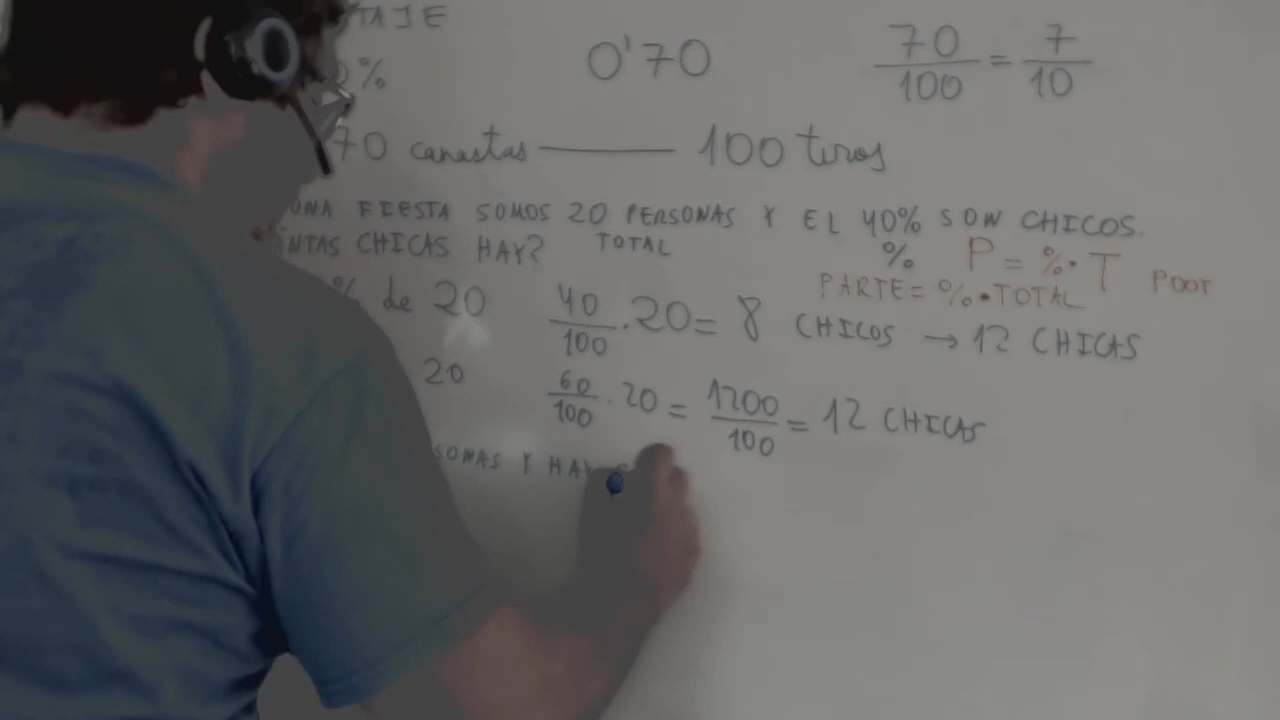 TAJE
% 0'70 70/100 = 7/10
70 canastas — 100 tiros
UNA FIESTA SOMOS 20 PERSONAS Y EL 40% SON CHICOS.
NTAS CHICAS HAY? TOTAL % P = %·T
PARTE = %·TOTAL
% de 20 40/100 · 20 = 8 CHICOS → 12 CHICAS
20 60/100 · 20 = 1200/100 = 12 CHICAS
SONAS Y HAY